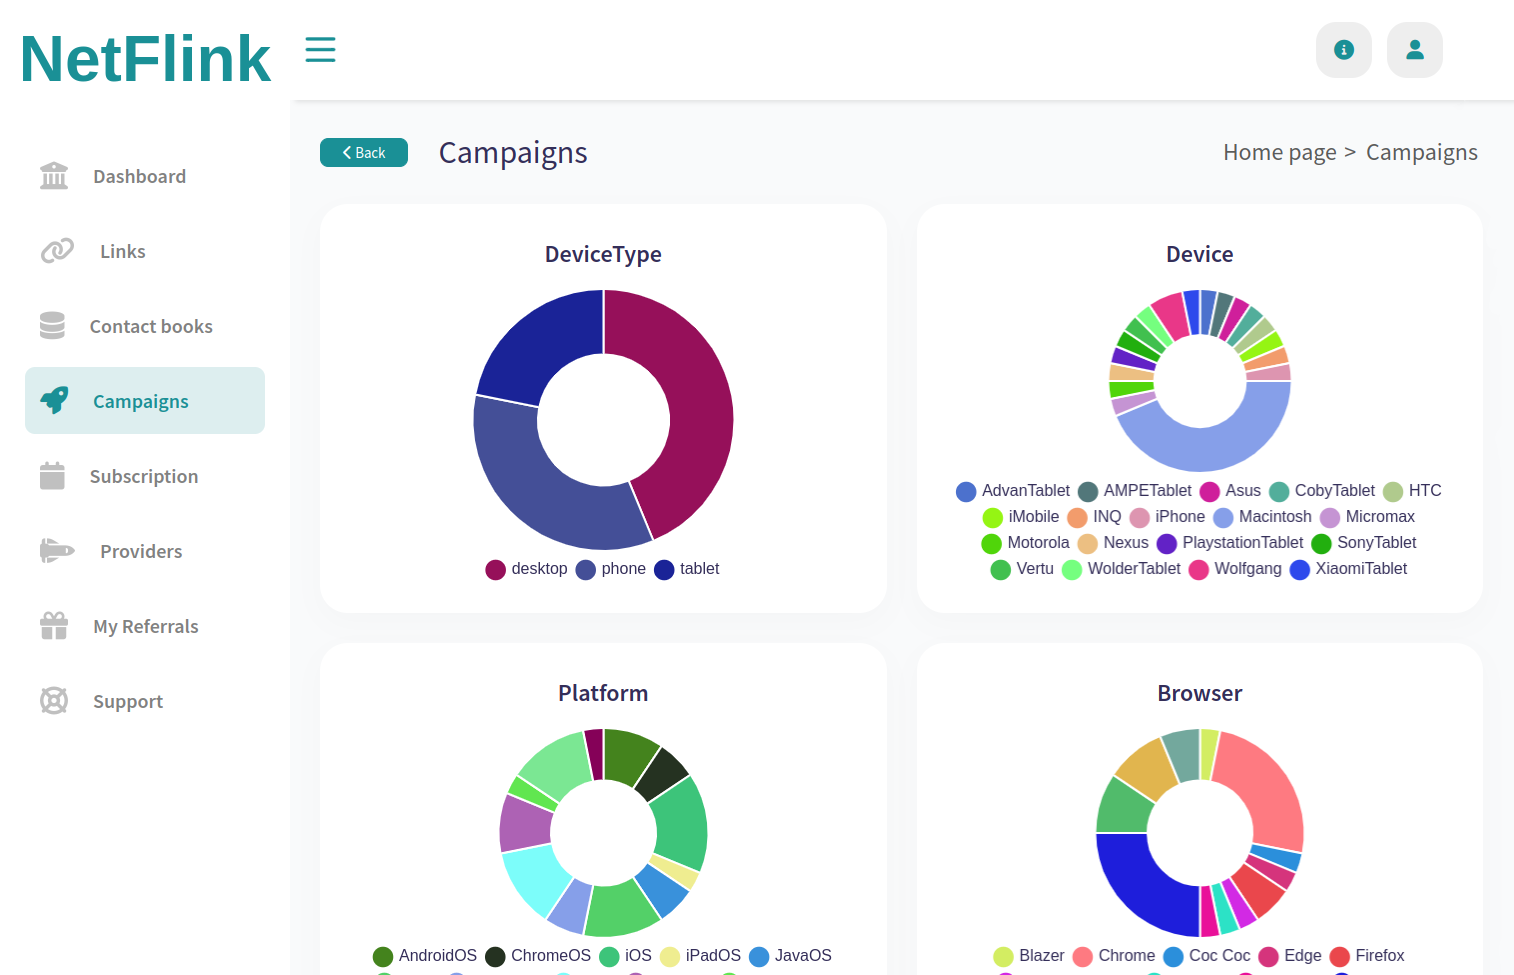 NetFlink
Back
Campaigns
Home page > Campaigns
Dashboard
Links
Contact books
Campaigns
Subscription
Providers
My Referrals
Support
DeviceType
desktop phone tablet
Device
AdvanTablet AMPETablet Asus CobyTablet HTC
iMobile INQ iPhone Macintosh Micromax
Motorola Nexus PlaystationTablet SonyTablet
Vertu WolderTablet Wolfgang XiaomiTablet
Platform
AndroidOS ChromeOS iOS iPadOS JavaOS
Browser
Blazer Chrome Coc Coc Edge Firefox